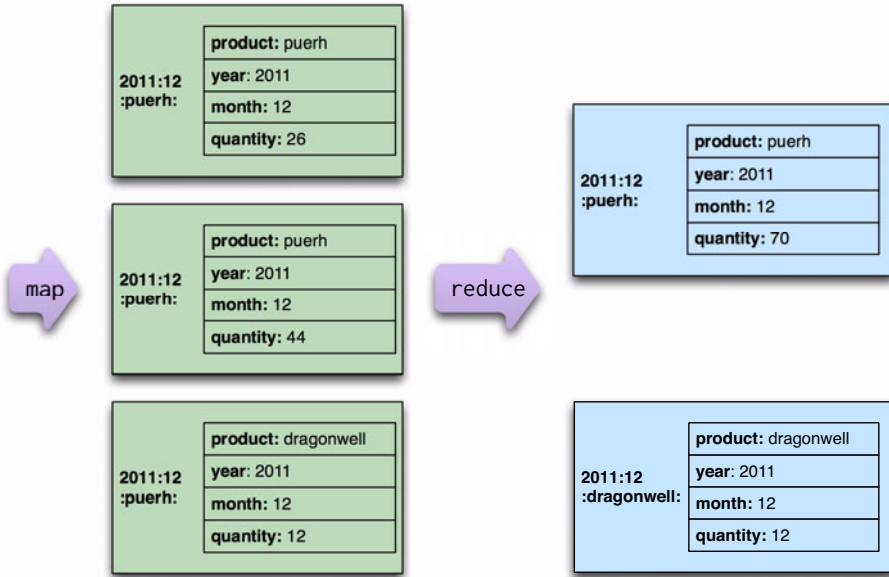 map
2011:12
:puerh:
product: puerh
year: 2011
month: 12
quantity: 26
2011:12
:puerh:
product: puerh
year: 2011
month: 12
quantity: 44
2011:12
:puerh:
product: dragonwell
year: 2011
month: 12
quantity: 12
reduce
2011:12
:puerh:
product: puerh
year: 2011
month: 12
quantity: 70
2011:12
:dragonwell:
product: dragonwell
year: 2011
month: 12
quantity: 12